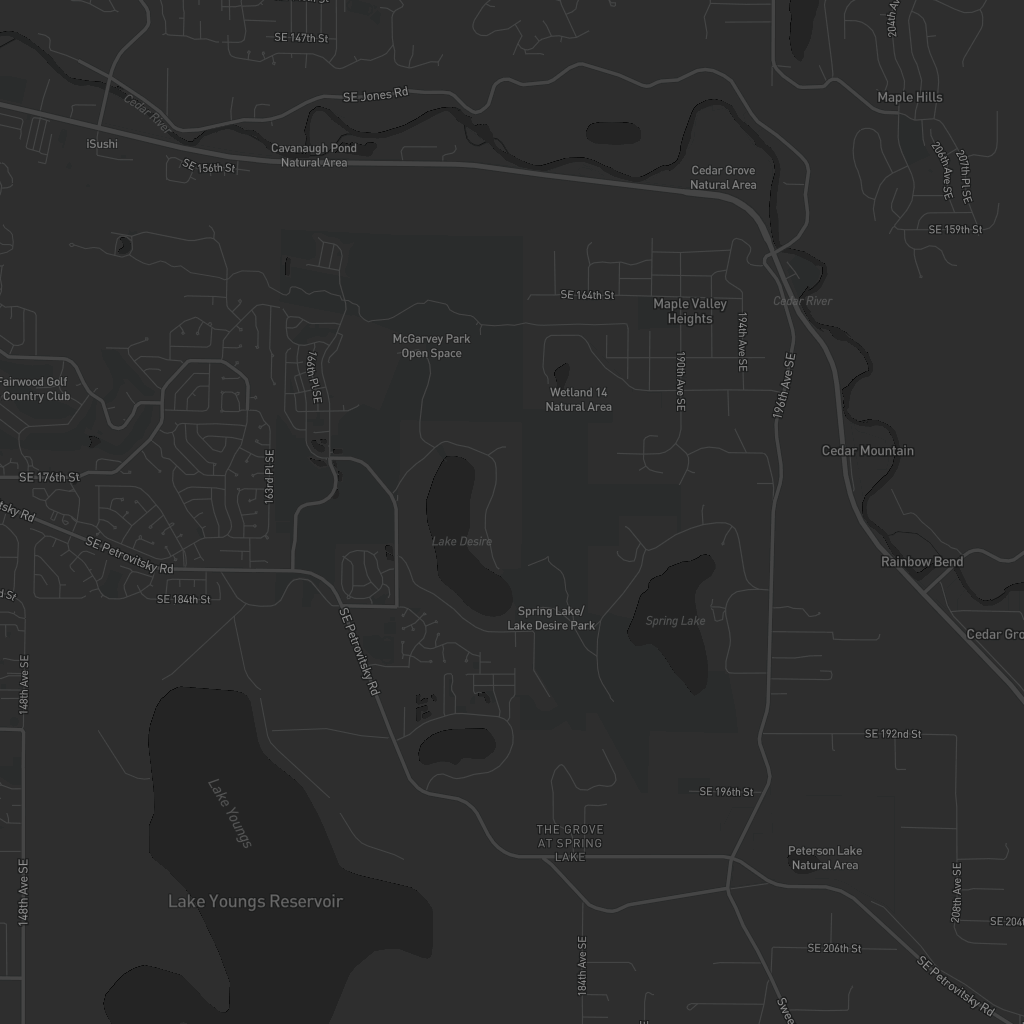 SE 147th St
204th Av
SE Jones Rd
Maple Hills
Cedar River
iSushi
Cavanaugh Pond
Natural Area
SE 156th St
Cedar Grove
Natural Area
206th Ave SE
207th Pl SE
SE 159th St
SE 164th St
Maple Valley
Heights
Cedar River
194th Ave SE
McGarvey Park
Open Space
166th Pl SE
190th Ave SE
196th Ave SE
Fairwood Golf
Country Club
Wetland 14
Natural Area
Cedar Mountain
SE 176th St
163rd Pl SE
tsky Rd
SE Petrovitsky Rd
Lake Desire
Rainbow Bend
d St
SE 184th St
Spring Lake/
Lake Desire Park
Spring Lake
Cedar Gro
SE Petrovitsky Rd
148th Ave SE
SE 192nd St
SE 196th St
Lake Youngs
THE GROVE
AT SPRING
LAKE
Peterson Lake
Natural Area
148th Ave SE
Lake Youngs Reservoir
208th Ave SE
SE 204t
184th Ave SE
SE 206th St
SE Petrovitsky Rd
Swee